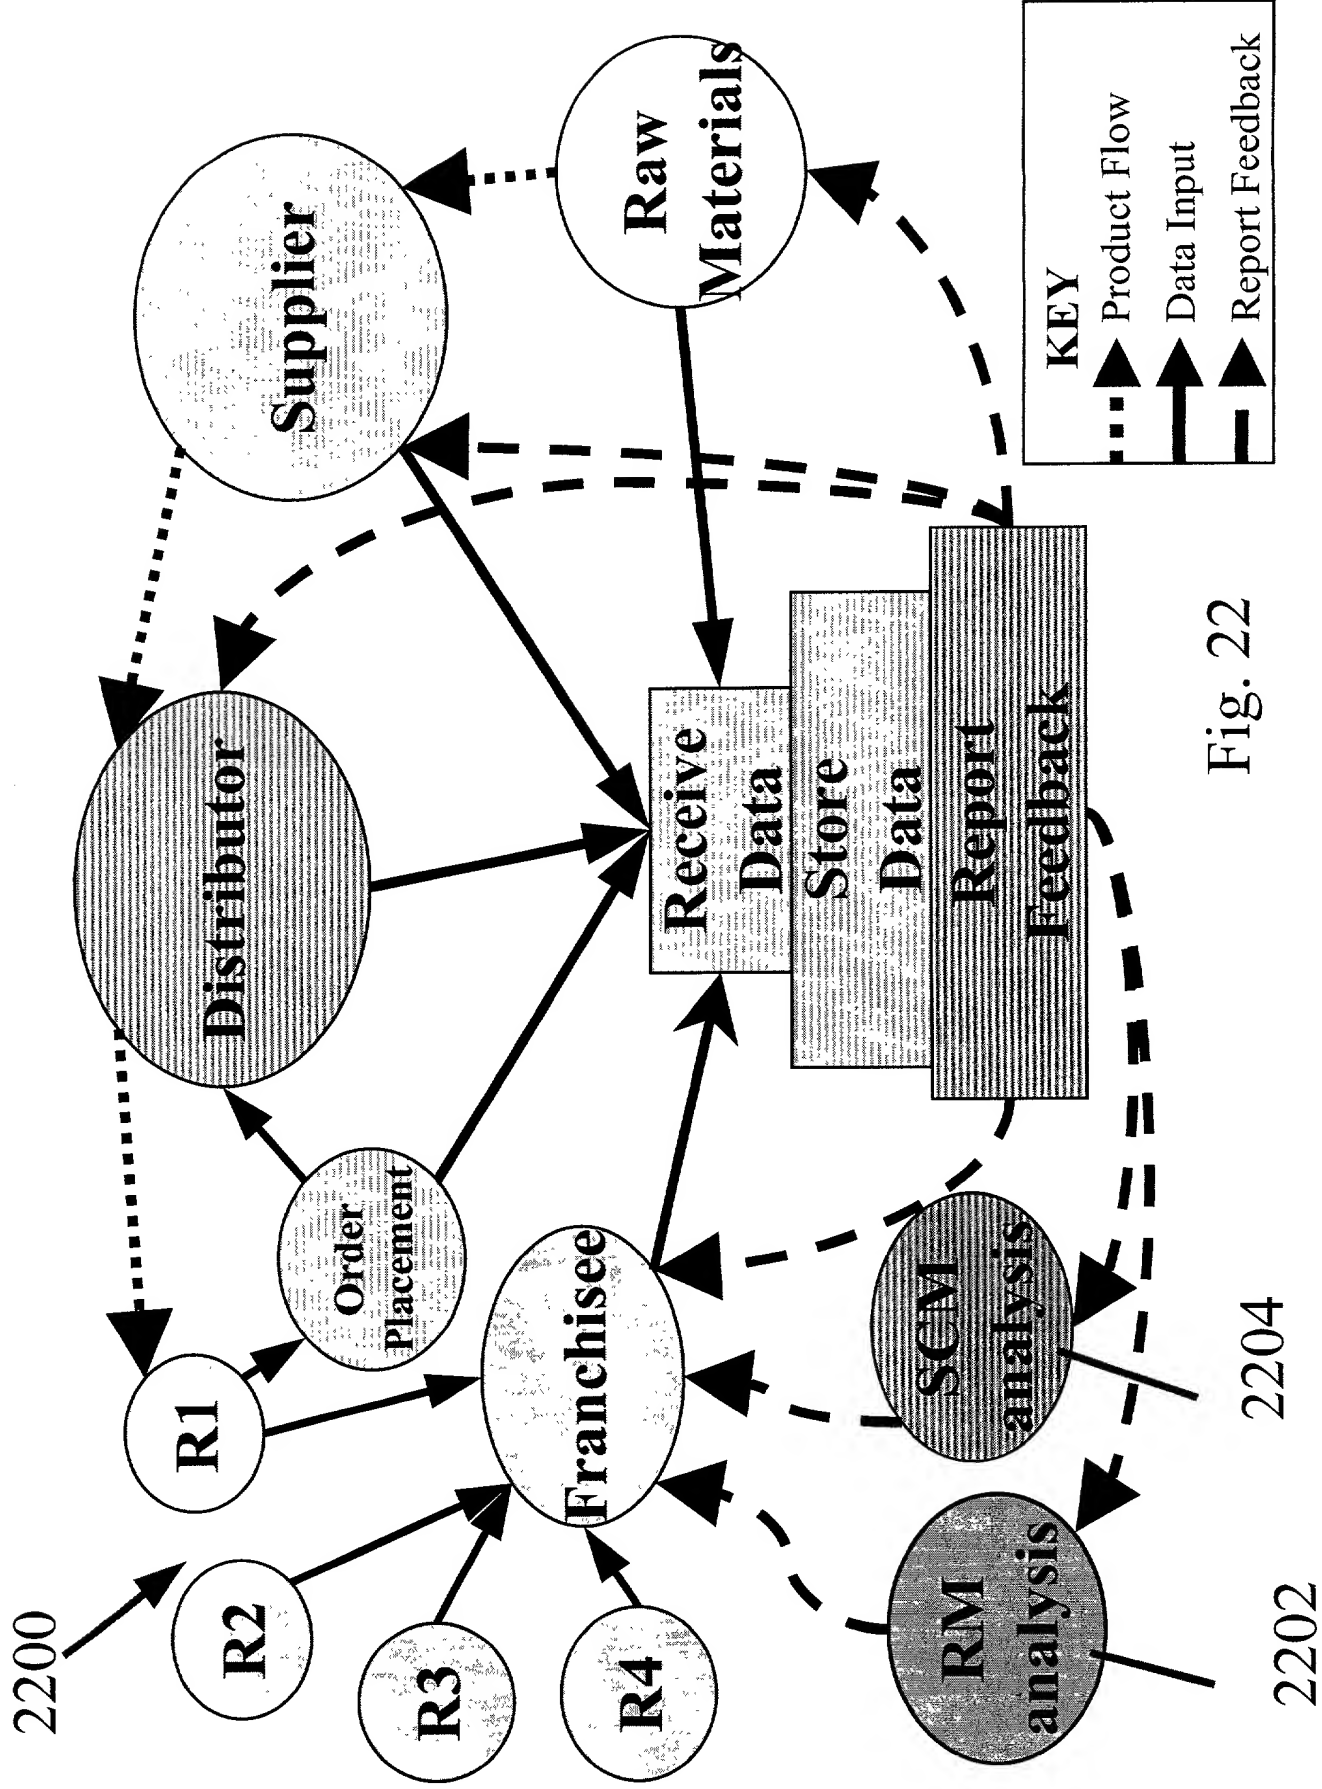 2200
R1
R2
R3
R4
Order
Placement
Franchisee
Distributor
Supplier
Raw
Materials
Receive
Data
Store
Data
Report
Feedback
SCM
analysis
RM
analysis
2202
2204
Fig. 22
KEY
Product Flow
Data Input
Report Feedback